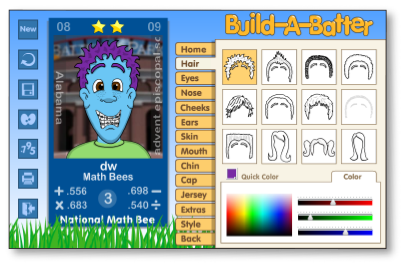 New
08 09
Build-A-Batter
Alabama
advent episcopal sc
Home
Hair
Eyes
Nose
Cheeks
Ears
Skin
Mouth
Chin
Cap
Jersey
Extras
Style
Back
dw
Math Bees
+ .556 .698 −
3
× .683 .540 ÷
National Math Bee
Quick Color
Color